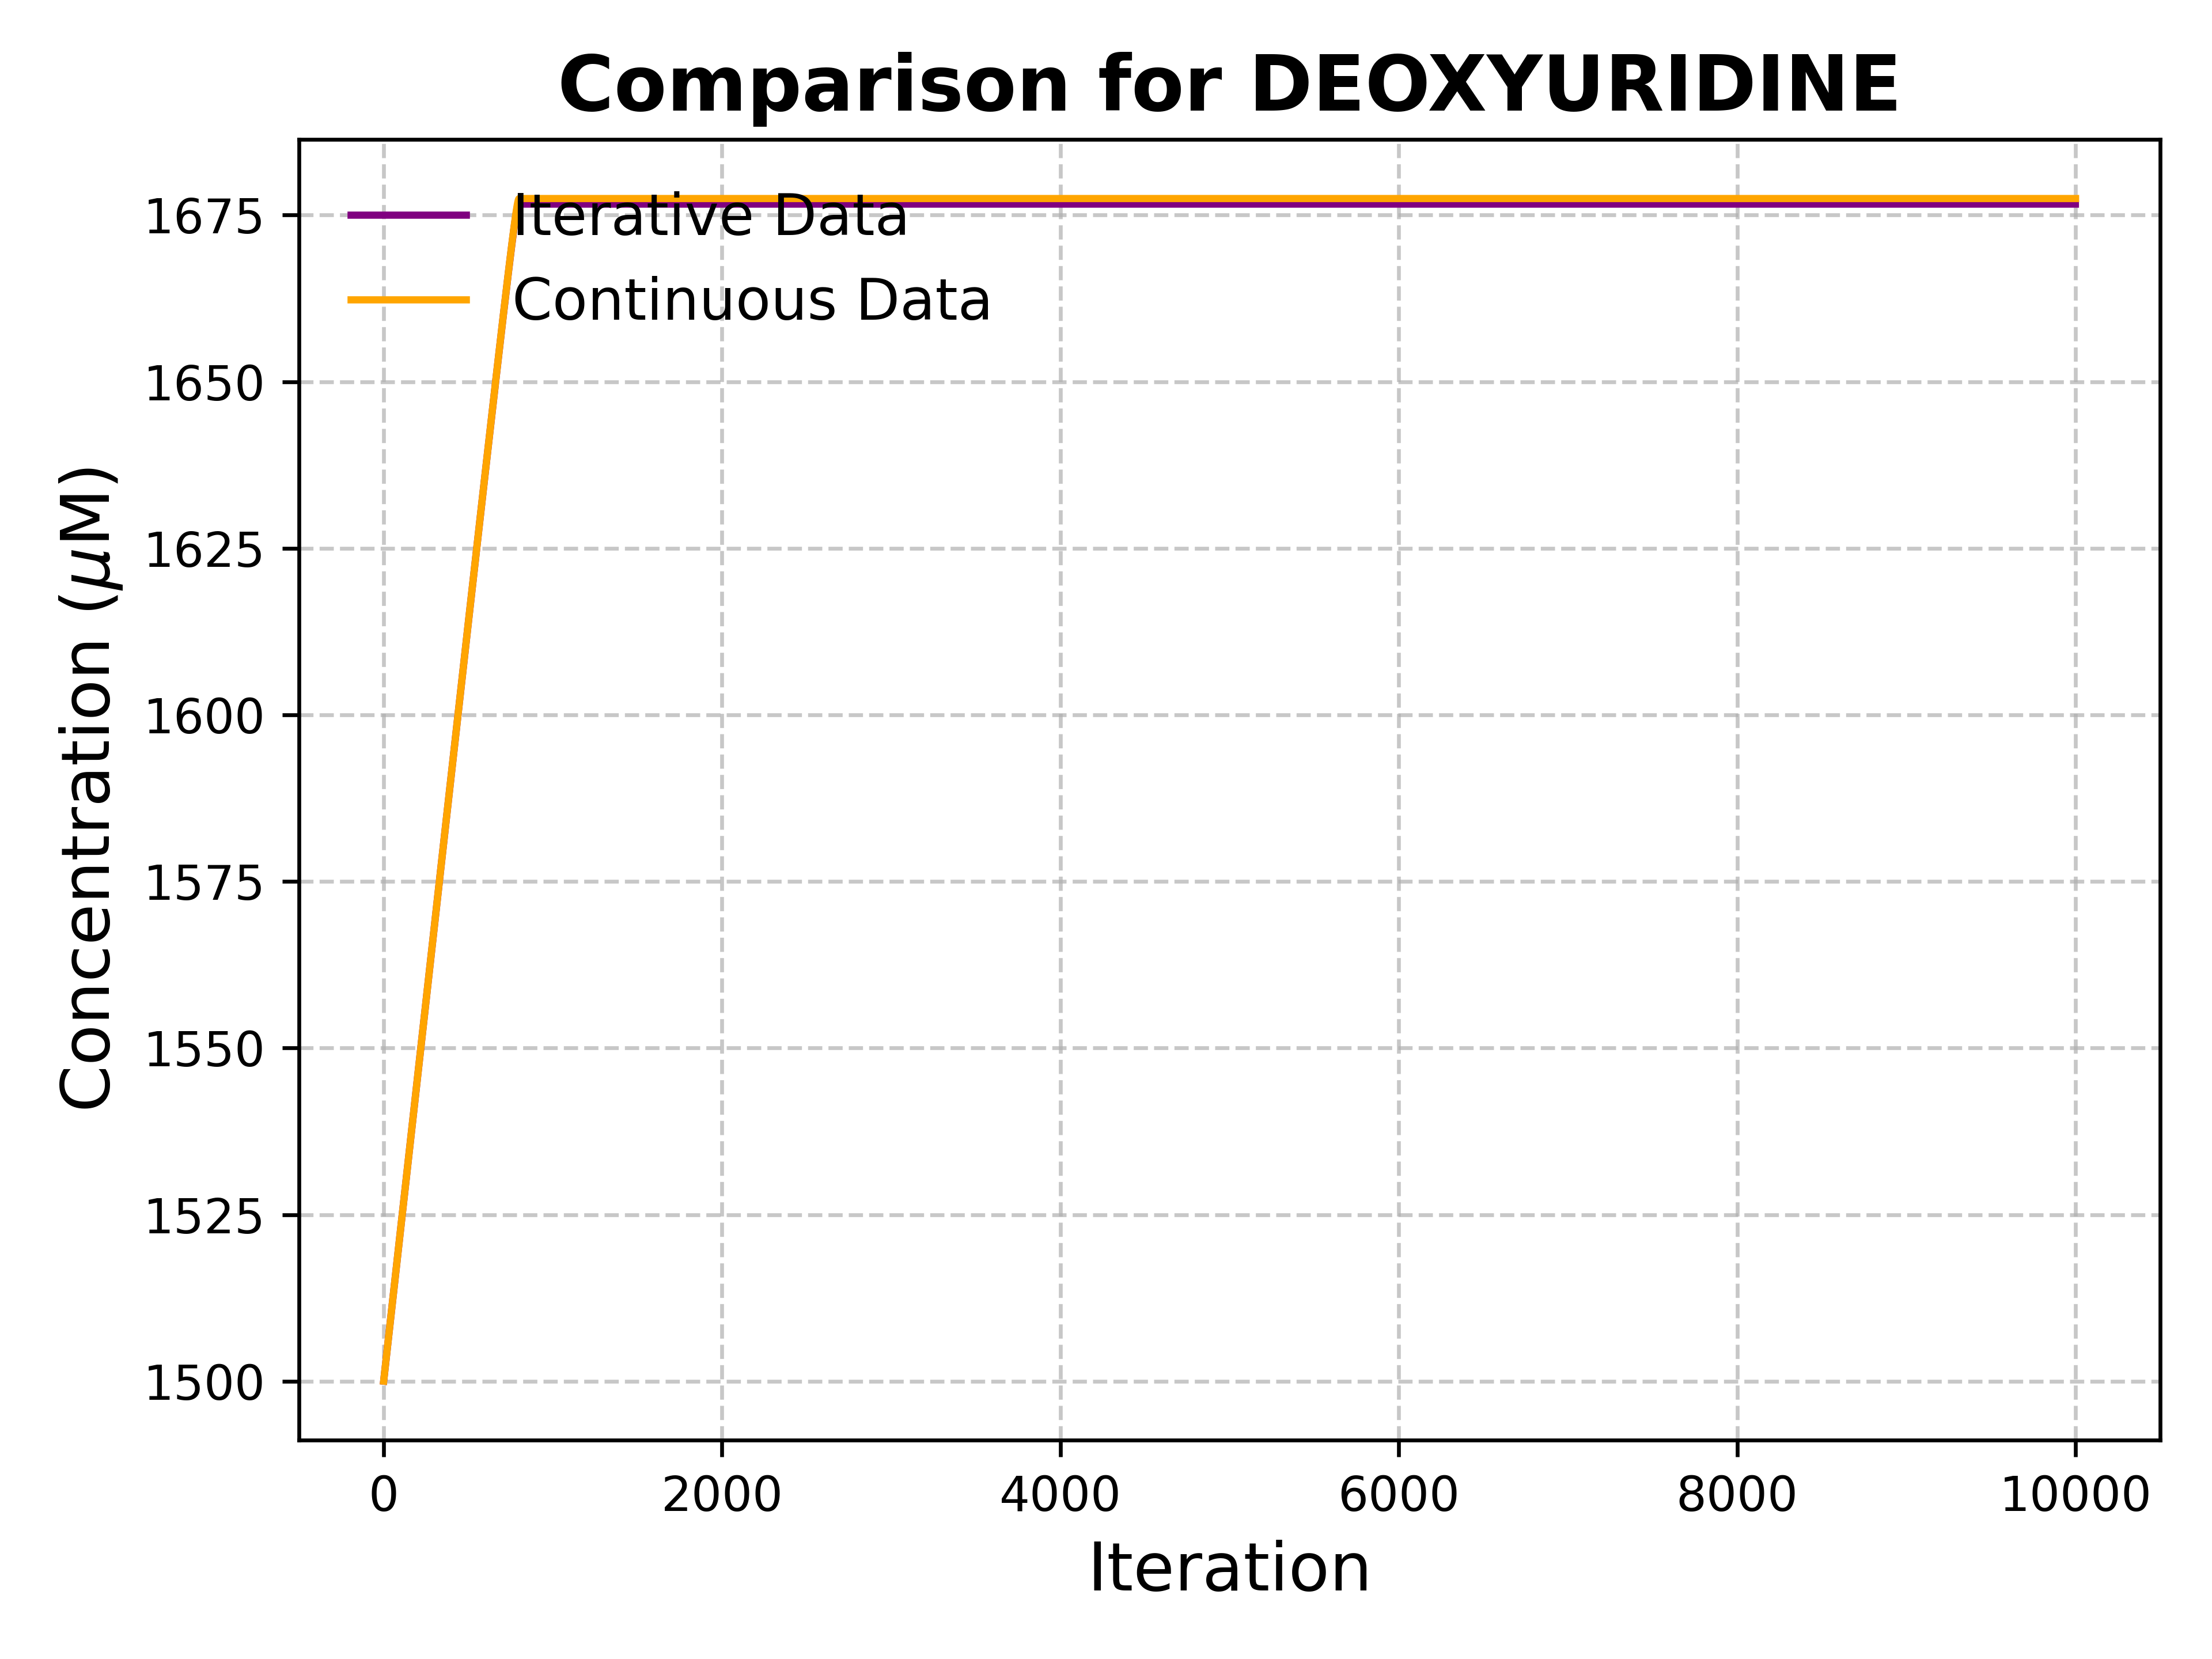 Comparison for DEOXYURIDINE
Concentration (μM)
1675
1650
1625
1600
1575
1550
1525
1500
Iterative Data
Continuous Data
0 2000 4000 6000 8000 10000
Iteration